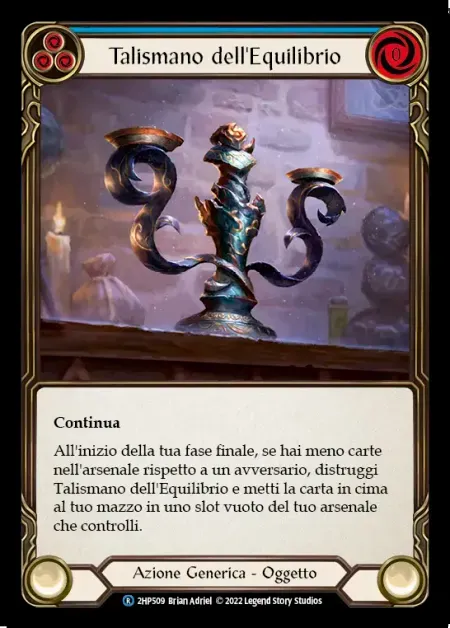 Talismano dell'Equilibrio
0
Continua
All'inizio della tua fase finale, se hai meno carte
nell'arsenale rispetto a un avversario, distruggi
Talismano dell'Equilibrio e metti la carta in cima
al tuo mazzo in uno slot vuoto del tuo arsenale
che controlli.
Azione Generica - Oggetto
R 2HP509 Brian Adriel © 2022 Legend Story Studios